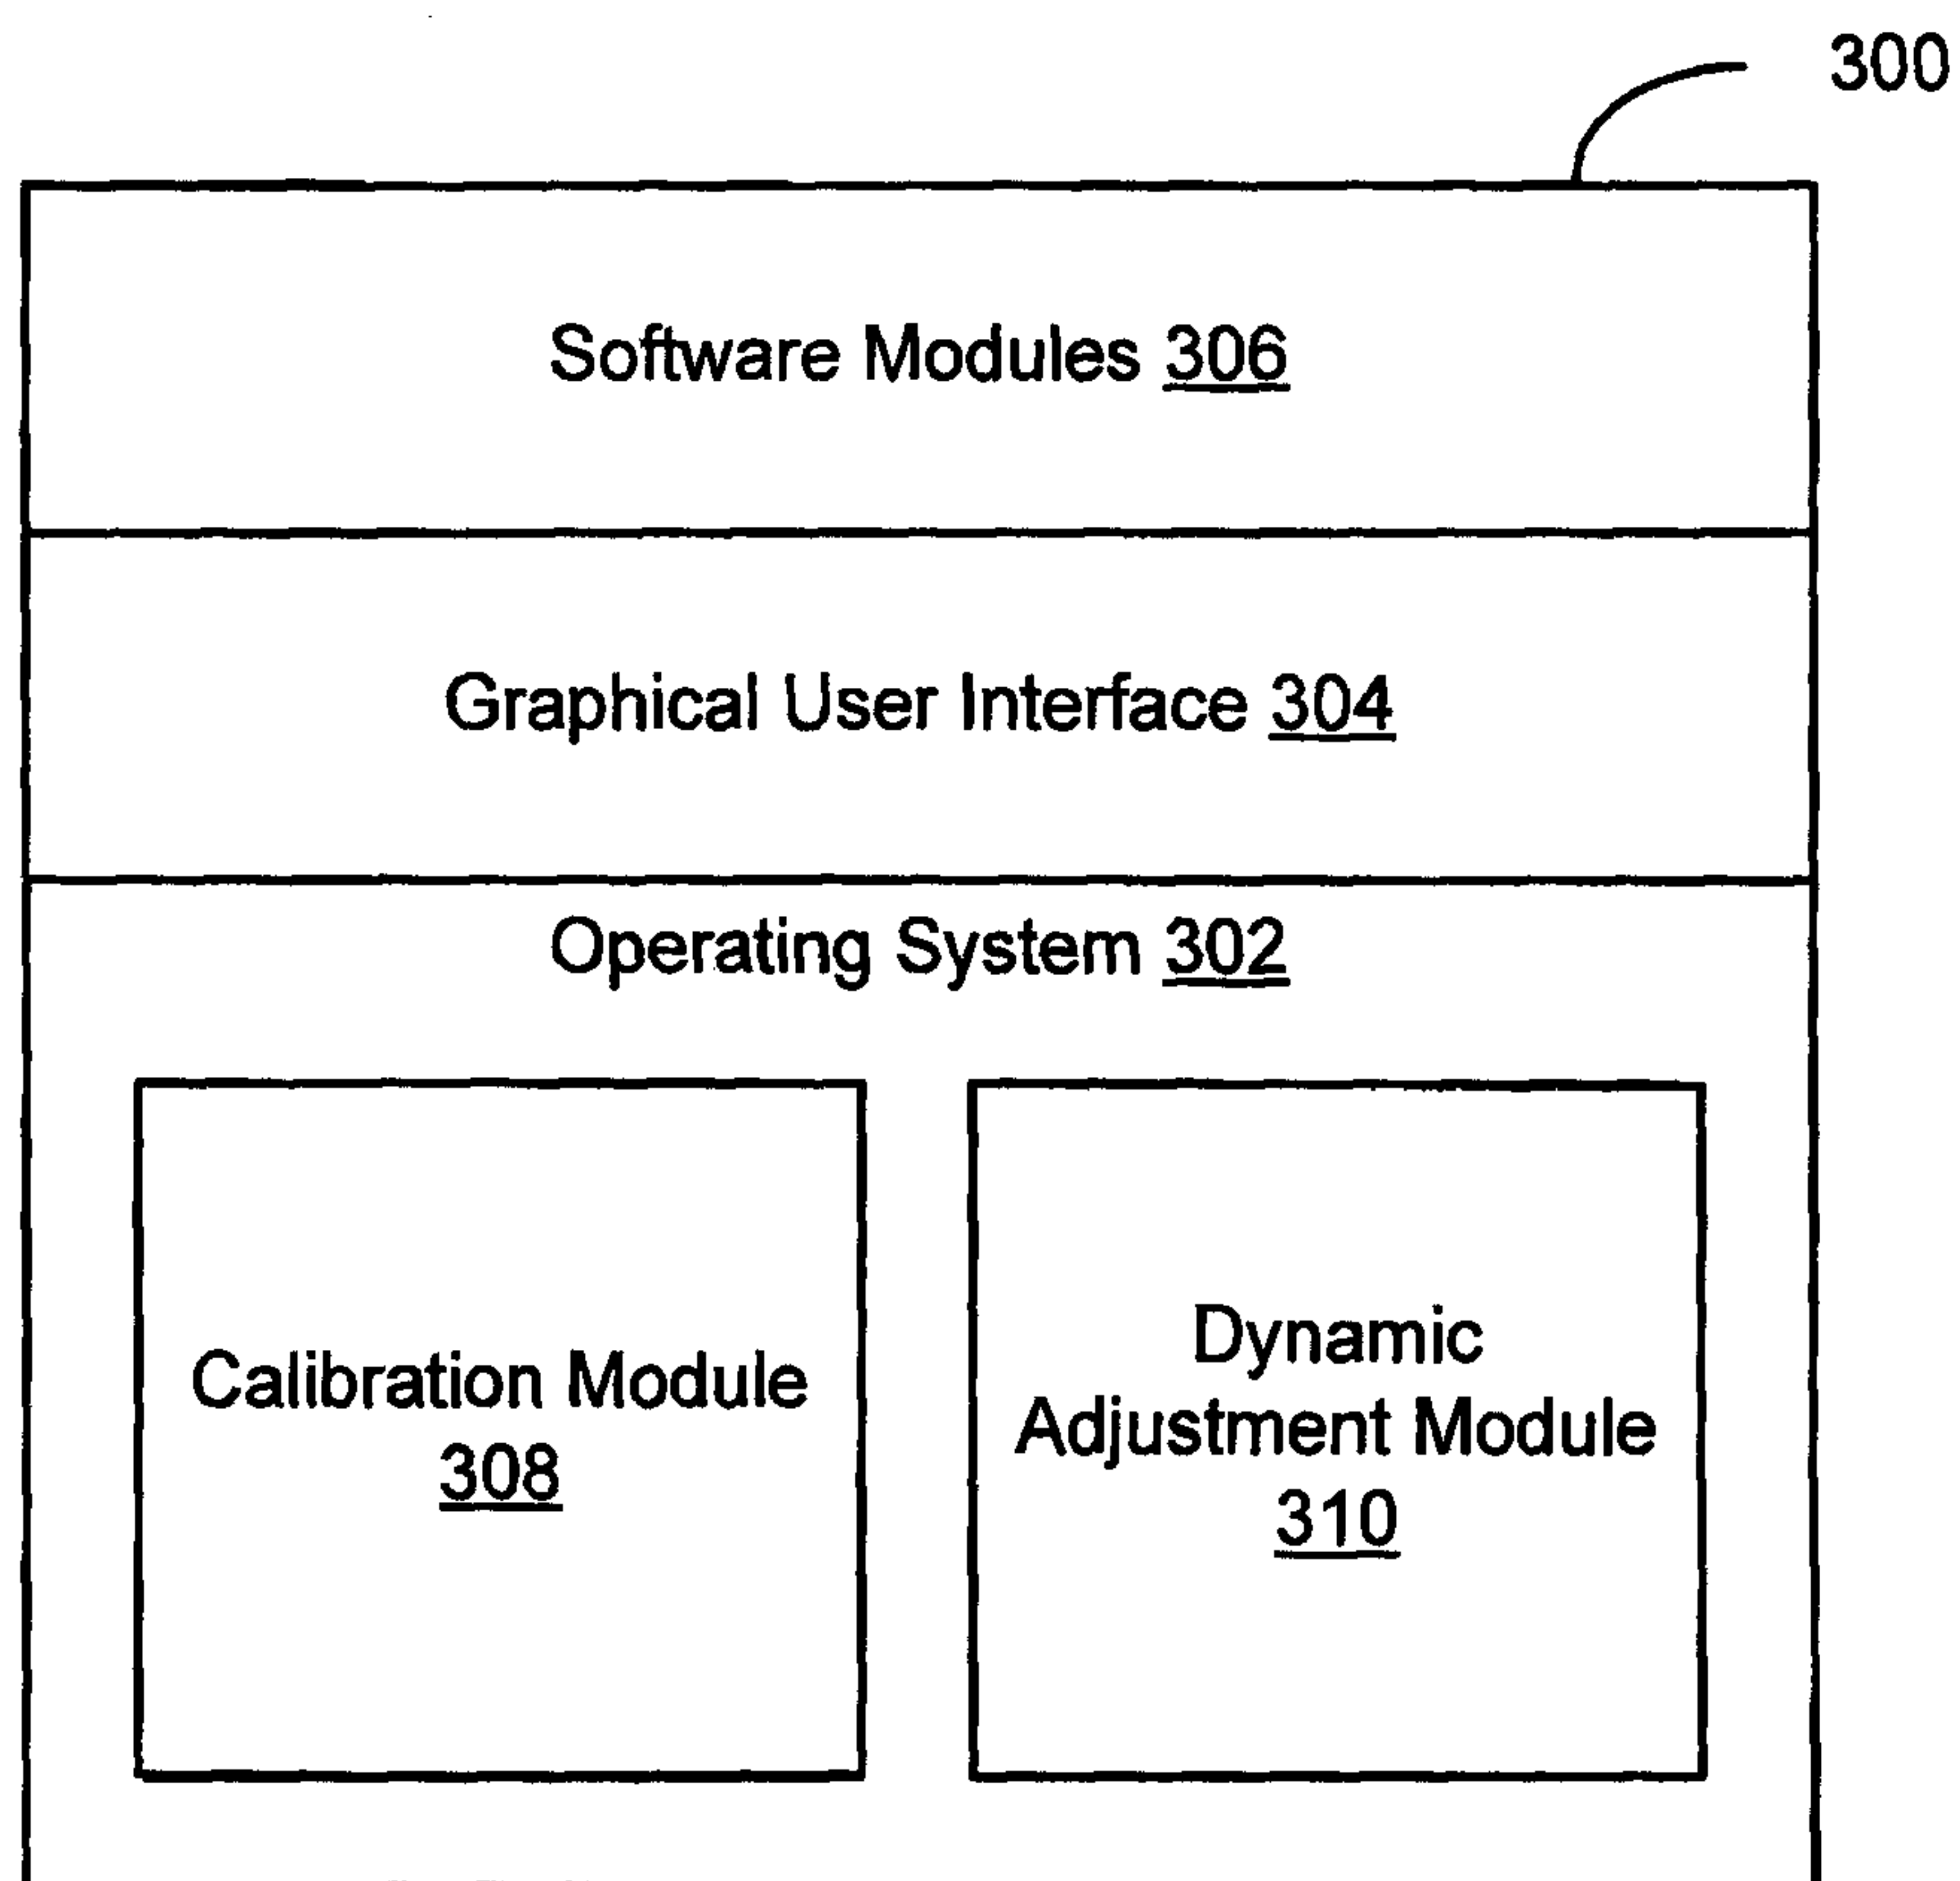 300
Software Modules 306
Graphical User Interface 304
Operating System 302
Calibration Module
308
Dynamic
Adjustment Module
310